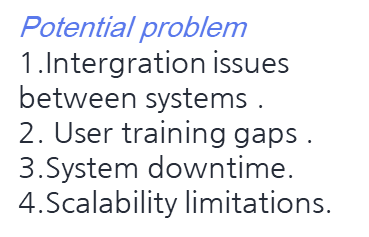 Potential problem
1.Intergration issues
between systems .
2. User training gaps .
3.System downtime.
4.Scalability limitations.